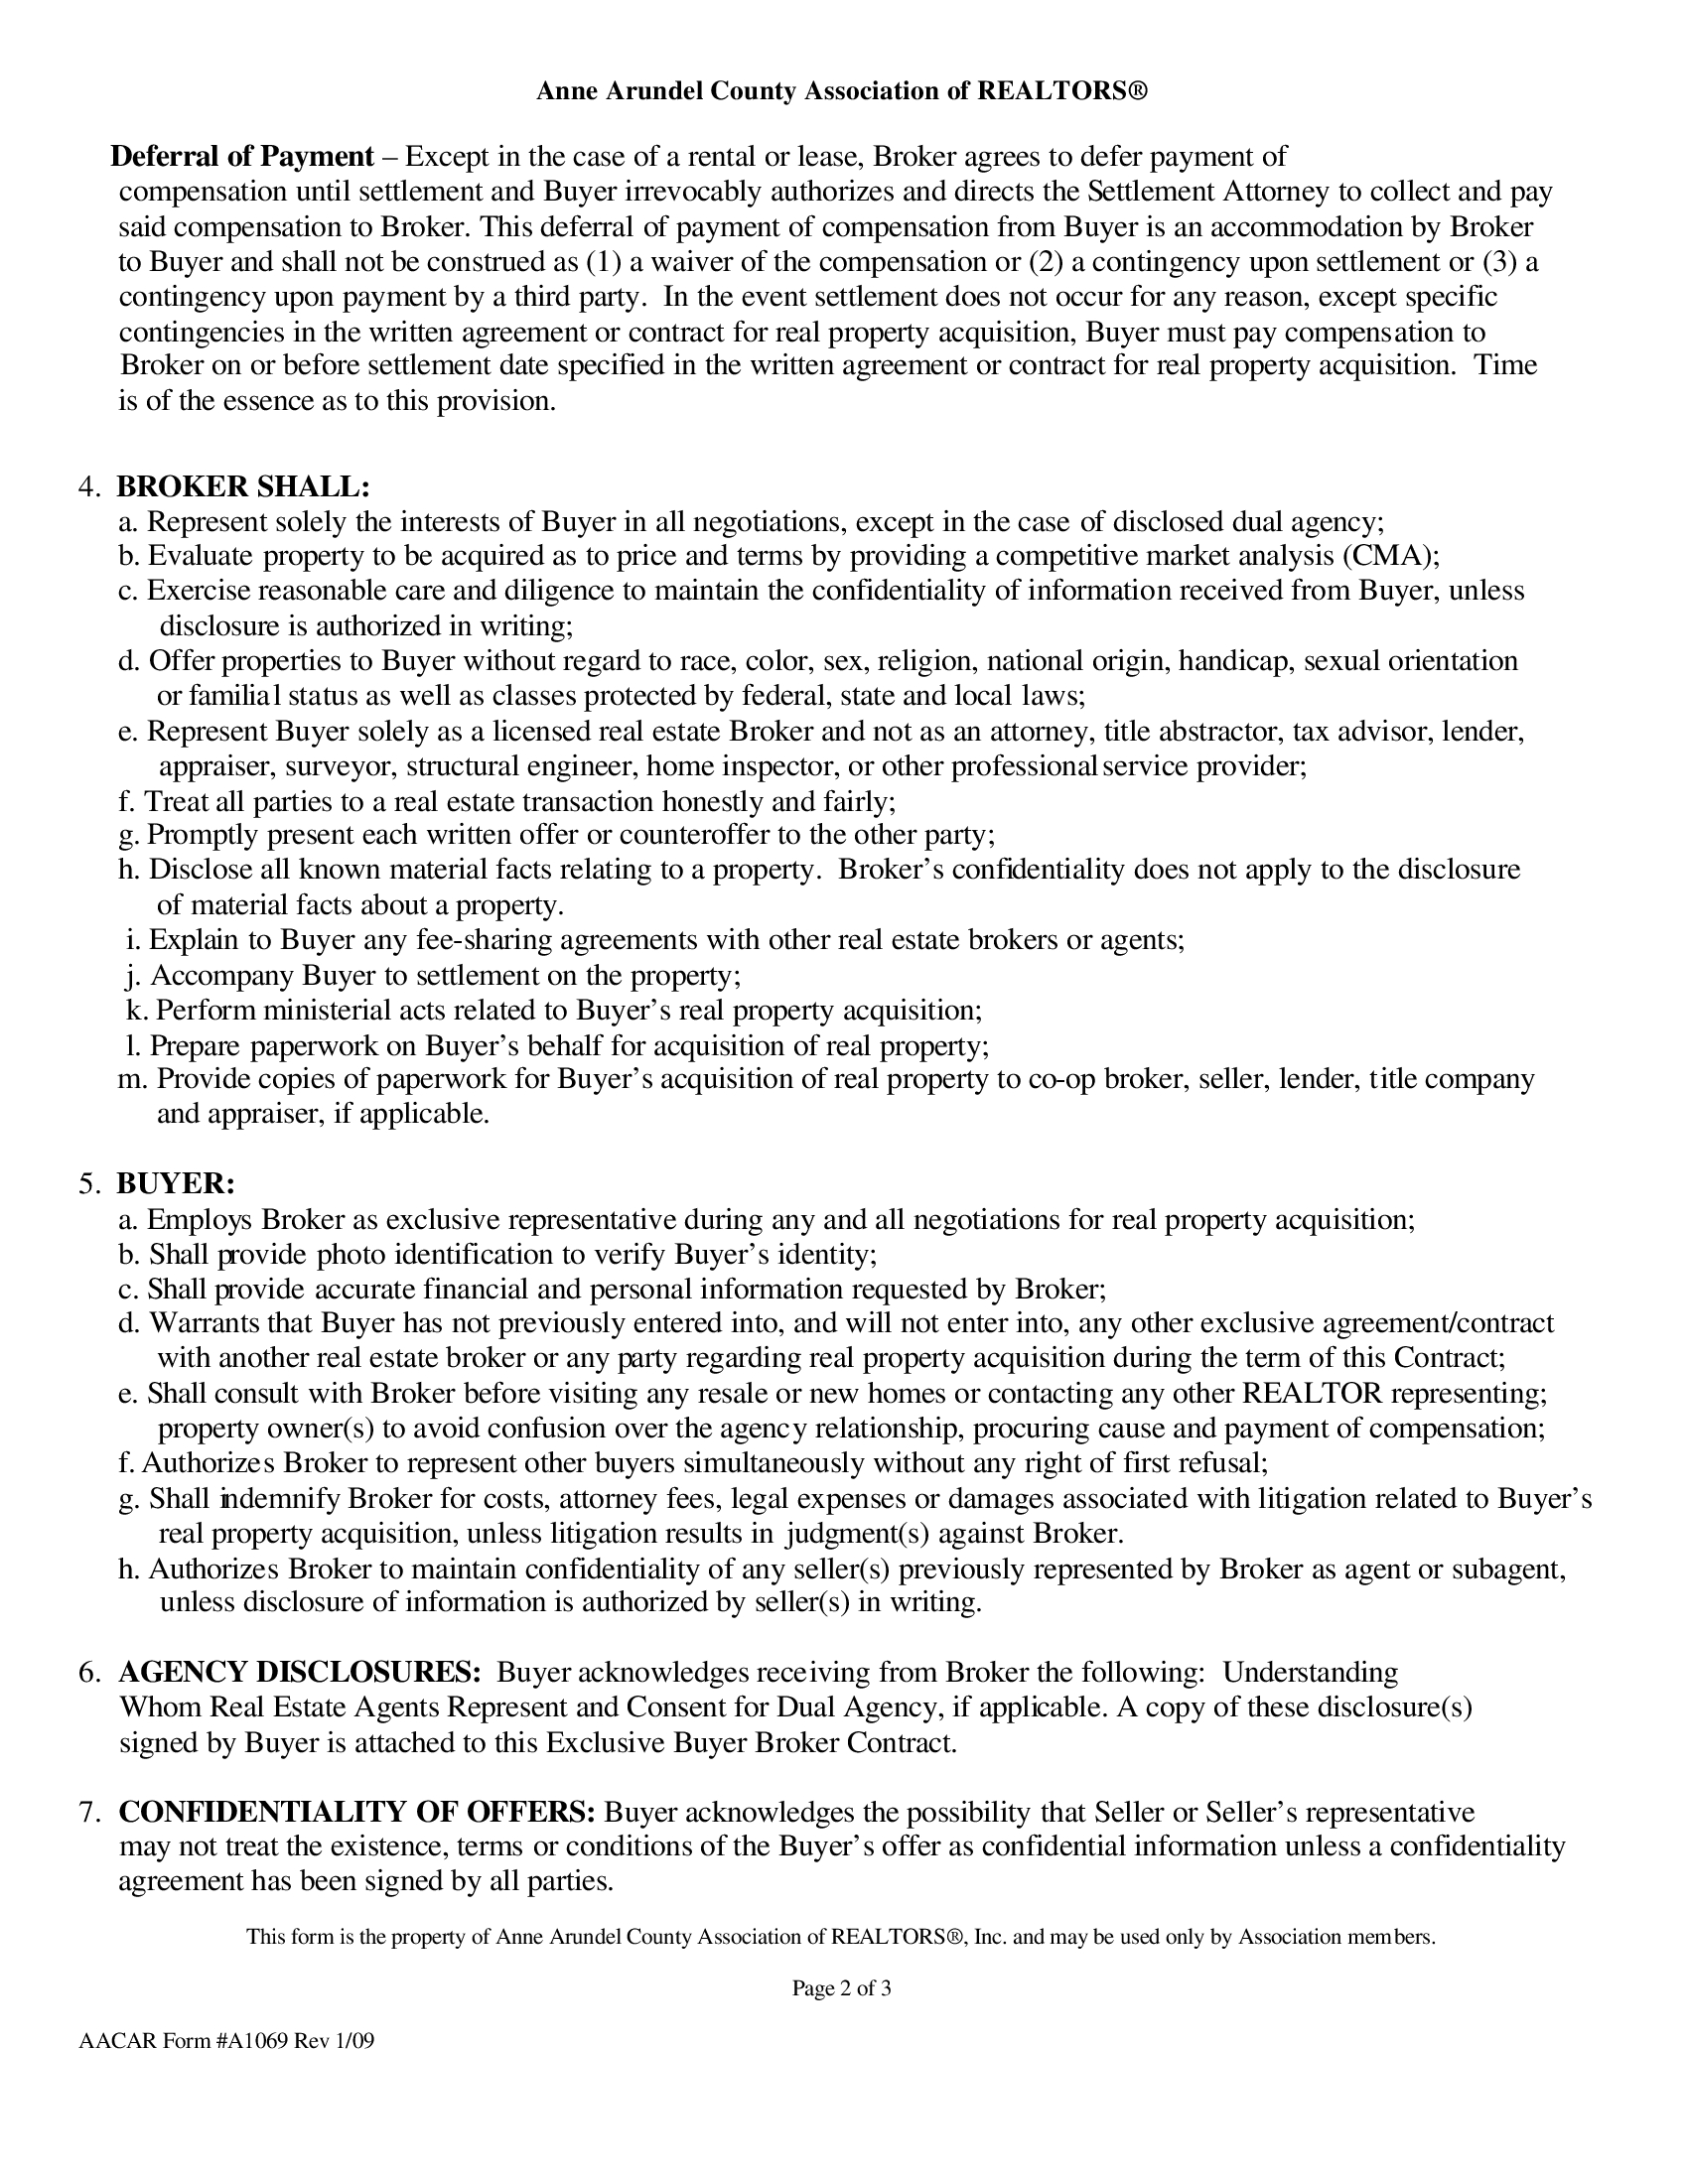 Anne Arundel County Association of REALTORS®
Deferral of Payment – Except in the case of a rental or lease, Broker agrees to defer payment of
compensation until settlement and Buyer irrevocably authorizes and directs the Settlement Attorney to collect and pay
said compensation to Broker. This deferral of payment of compensation from Buyer is an accommodation by Broker
to Buyer and shall not be construed as (1) a waiver of the compensation or (2) a contingency upon settlement or (3) a
contingency upon payment by a third party. In the event settlement does not occur for any reason, except specific
contingencies in the written agreement or contract for real property acquisition, Buyer must pay compensation to
Broker on or before settlement date specified in the written agreement or contract for real property acquisition. Time
is of the essence as to this provision.
4. BROKER SHALL:
a. Represent solely the interests of Buyer in all negotiations, except in the case of disclosed dual agency;
b. Evaluate property to be acquired as to price and terms by providing a competitive market analysis (CMA);
c. Exercise reasonable care and diligence to maintain the confidentiality of information received from Buyer, unless
disclosure is authorized in writing;
d. Offer properties to Buyer without regard to race, color, sex, religion, national origin, handicap, sexual orientation
or familial status as well as classes protected by federal, state and local laws;
e. Represent Buyer solely as a licensed real estate Broker and not as an attorney, title abstractor, tax advisor, lender,
appraiser, surveyor, structural engineer, home inspector, or other professional service provider;
f. Treat all parties to a real estate transaction honestly and fairly;
g. Promptly present each written offer or counteroffer to the other party;
h. Disclose all known material facts relating to a property. Broker’s confidentiality does not apply to the disclosure
of material facts about a property.
i. Explain to Buyer any fee-sharing agreements with other real estate brokers or agents;
j. Accompany Buyer to settlement on the property;
k. Perform ministerial acts related to Buyer’s real property acquisition;
l. Prepare paperwork on Buyer’s behalf for acquisition of real property;
m. Provide copies of paperwork for Buyer’s acquisition of real property to co-op broker, seller, lender, title company
and appraiser, if applicable.
5. BUYER:
a. Employs Broker as exclusive representative during any and all negotiations for real property acquisition;
b. Shall provide photo identification to verify Buyer’s identity;
c. Shall provide accurate financial and personal information requested by Broker;
d. Warrants that Buyer has not previously entered into, and will not enter into, any other exclusive agreement/contract
with another real estate broker or any party regarding real property acquisition during the term of this Contract;
e. Shall consult with Broker before visiting any resale or new homes or contacting any other REALTOR representing;
property owner(s) to avoid confusion over the agency relationship, procuring cause and payment of compensation;
f. Authorizes Broker to represent other buyers simultaneously without any right of first refusal;
g. Shall indemnify Broker for costs, attorney fees, legal expenses or damages associated with litigation related to Buyer’s
real property acquisition, unless litigation results in judgment(s) against Broker.
h. Authorizes Broker to maintain confidentiality of any seller(s) previously represented by Broker as agent or subagent,
unless disclosure of information is authorized by seller(s) in writing.
6. AGENCY DISCLOSURES: Buyer acknowledges receiving from Broker the following: Understanding
Whom Real Estate Agents Represent and Consent for Dual Agency, if applicable. A copy of these disclosure(s)
signed by Buyer is attached to this Exclusive Buyer Broker Contract.
7. CONFIDENTIALITY OF OFFERS: Buyer acknowledges the possibility that Seller or Seller’s representative
may not treat the existence, terms or conditions of the Buyer’s offer as confidential information unless a confidentiality
agreement has been signed by all parties.
This form is the property of Anne Arundel County Association of REALTORS®, Inc. and may be used only by Association members.
Page 2 of 3
AACAR Form #A1069 Rev 1/09